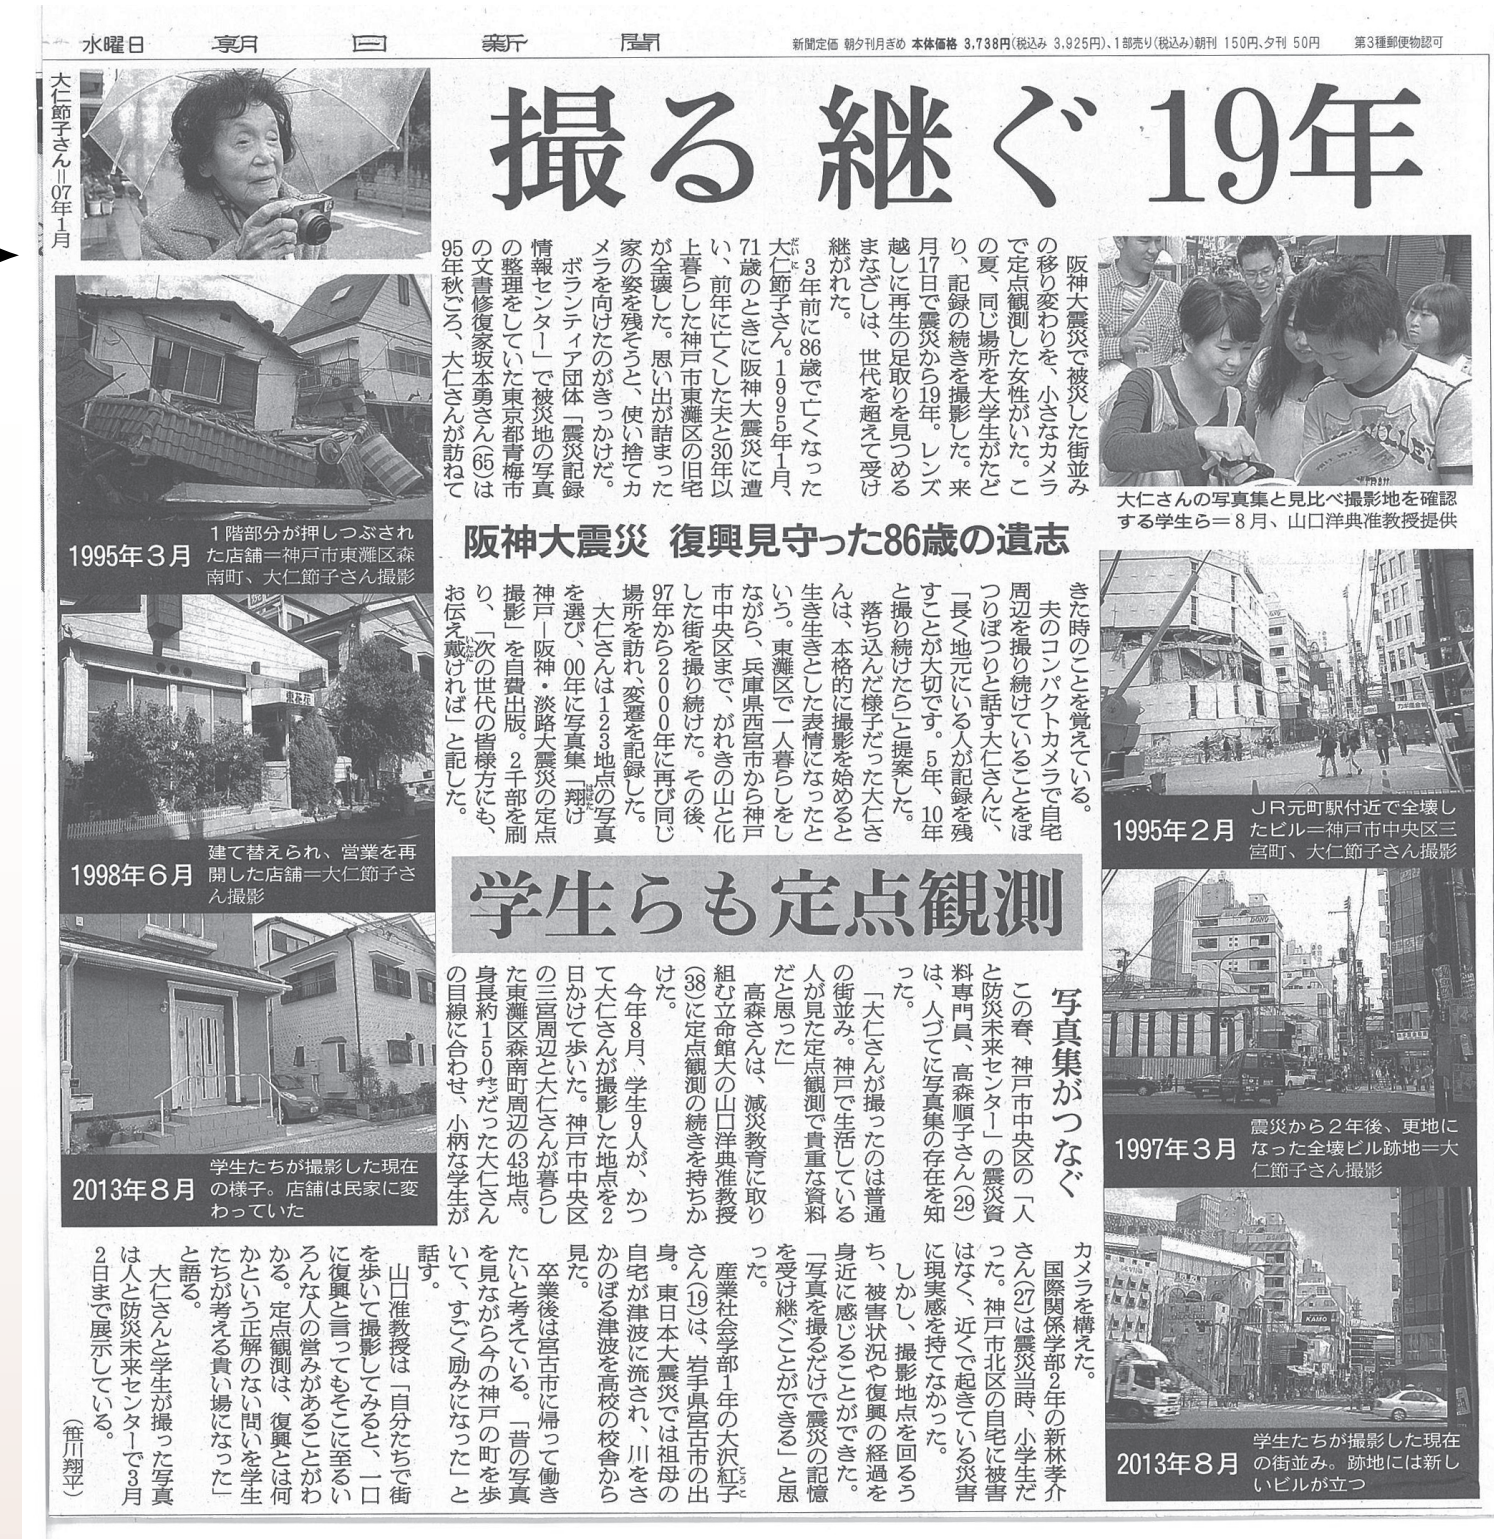 水曜日
朝日新聞
新聞定価 朝夕刊月ぎめ 本体価格 3,738円(税込み 3,925円)、1部売り(税込み)朝刊 150円、夕刊 50円
第3種郵便物認可
撮る 継ぐ 19年
大仁節子さん=07年1月
阪神大震災で被災した街並み
の移り変わりを、小さなカメラ
で定点観測した女性がいた。こ
の夏、同じ場所を大学生がたど
り、記録の続きを撮影した。来
月17日で震災から19年。レンズ
越しに再生の足取りを見つめる
まなざしは、世代を超えて受け
継がれた。
3年前に86歳で亡くなった
大仁節子さん。1995年1月、
だいに
71歳のときに阪神大震災に遭
い、前年に亡くした夫と30年以
上暮らした神戸市東灘区の旧宅
が全壊した。思い出が詰まった
家の姿を残そうと、使い捨てカ
メラを向けたのがきっかけだ。
ボランティア団体「震災記録
情報センター」で被災地の写真
の整理をしていた東京都青梅市
の文書修復家坂本勇さん(65)は
95年秋ごろ、大仁さんが訪ねて
大仁さんの写真集と見比べ撮影地を確認
する学生ら=8月、山口洋典准教授提供
1995年3月
1階部分が押しつぶされ
た店舗=神戸市東灘区森
南町、大仁節子さん撮影
阪神大震災 復興見守った86歳の遺志
きた時のことを覚えている。
夫のコンパクトカメラで自宅
周辺を撮り続けていることをぽ
つりぽつりと話す大仁さんに、
「長く地元にいる人が記録を残
すことが大切です。5年、10年
と撮り続けたら」と提案した。
落ち込んだ様子だった大仁さ
んは、本格的に撮影を始めると
生き生きとした表情になったと
いう。東灘区で一人暮らしをし
ながら、兵庫県西宮市から神戸
市中央区まで、がれきの山と化
した街を撮り続けた。その後、
97年から2000年に再び同じ
場所を訪れ、変遷を記録した。
大仁さんは123地点の写真
を選び、00年に写真集「翔け
はばた
神戸―阪神・淡路大震災の定点
撮影」を自費出版。2千部を刷
り、「次の世代の皆様方にも、
お伝え戴ければ」と記した。
いただ
東茶花
1995年2月
JR元町駅付近で全壊し
たビル=神戸市中央区三
宮町、大仁節子さん撮影
1998年6月
建て替えられ、営業を再
開した店舗=大仁節子さ
ん撮影
学生らも定点観測
写真集がつなぐ
この春、神戸市中央区の「人
と防災未来センター」の震災資
料専門員、高森順子さん(29)
は、人づてに写真集の存在を知
った。
「大仁さんが撮ったのは普通
の街並み。神戸で生活している
人が見た定点観測で貴重な資料
だと思った」
高森さんは、減災教育に取り
組む立命館大の山口洋典准教授
(38)に定点観測の続きを持ちか
けた。
今年8月、学生9人が、かつ
て大仁さんが撮影した地点を2
日かけて歩いた。神戸市中央区
の三宮周辺と大仁さんが暮らし
た東灘区森南町周辺の43地点。
身長約150センチだった大仁さん
の目線に合わせ、小柄な学生が
1997年3月
震災から2年後、更地に
なった全壊ビル跡地=大
仁節子さん撮影
2013年8月
学生たちが撮影した現在
の様子。店舗は民家に変
わっていた
カメラを構えた。
国際関係学部2年の新林孝介
さん(27)は震災当時、小学生だ
った。神戸市北区の自宅に被害
はなく、近くで起きている災害
に現実感を持てなかった。
しかし、撮影地点を回るう
ち、被害状況や復興の経過を
身近に感じることができた。
「写真を撮るだけで震災の記憶
を受け継ぐことができる」と思
った。
産業社会学部1年の大沢紅子
こうこ
さん(19)は、岩手県宮古市の出
身。東日本大震災では祖母の
自宅が津波に流され、川をさ
かのぼる津波を高校の校舎から
見た。
卒業後は宮古市に帰って働き
たいと考えている。「昔の写真
を見ながら今の神戸の町を歩
いて、すごく励みになった」と
話す。
山口准教授は「自分たちで街
を歩いて撮影してみると、一口
に復興と言ってもそこに至るい
ろんな人の営みがあることがわ
かる。定点観測は、復興とは何
かという正解のない問いを学生
たちが考える貴い場になった」
と語る。
大仁さんと学生が撮った写真
は人と防災未来センターで3月
2日まで展示している。
(笹川翔平)
KAMO
2013年8月
学生たちが撮影した現在
の街並み。跡地には新し
いビルが立つ